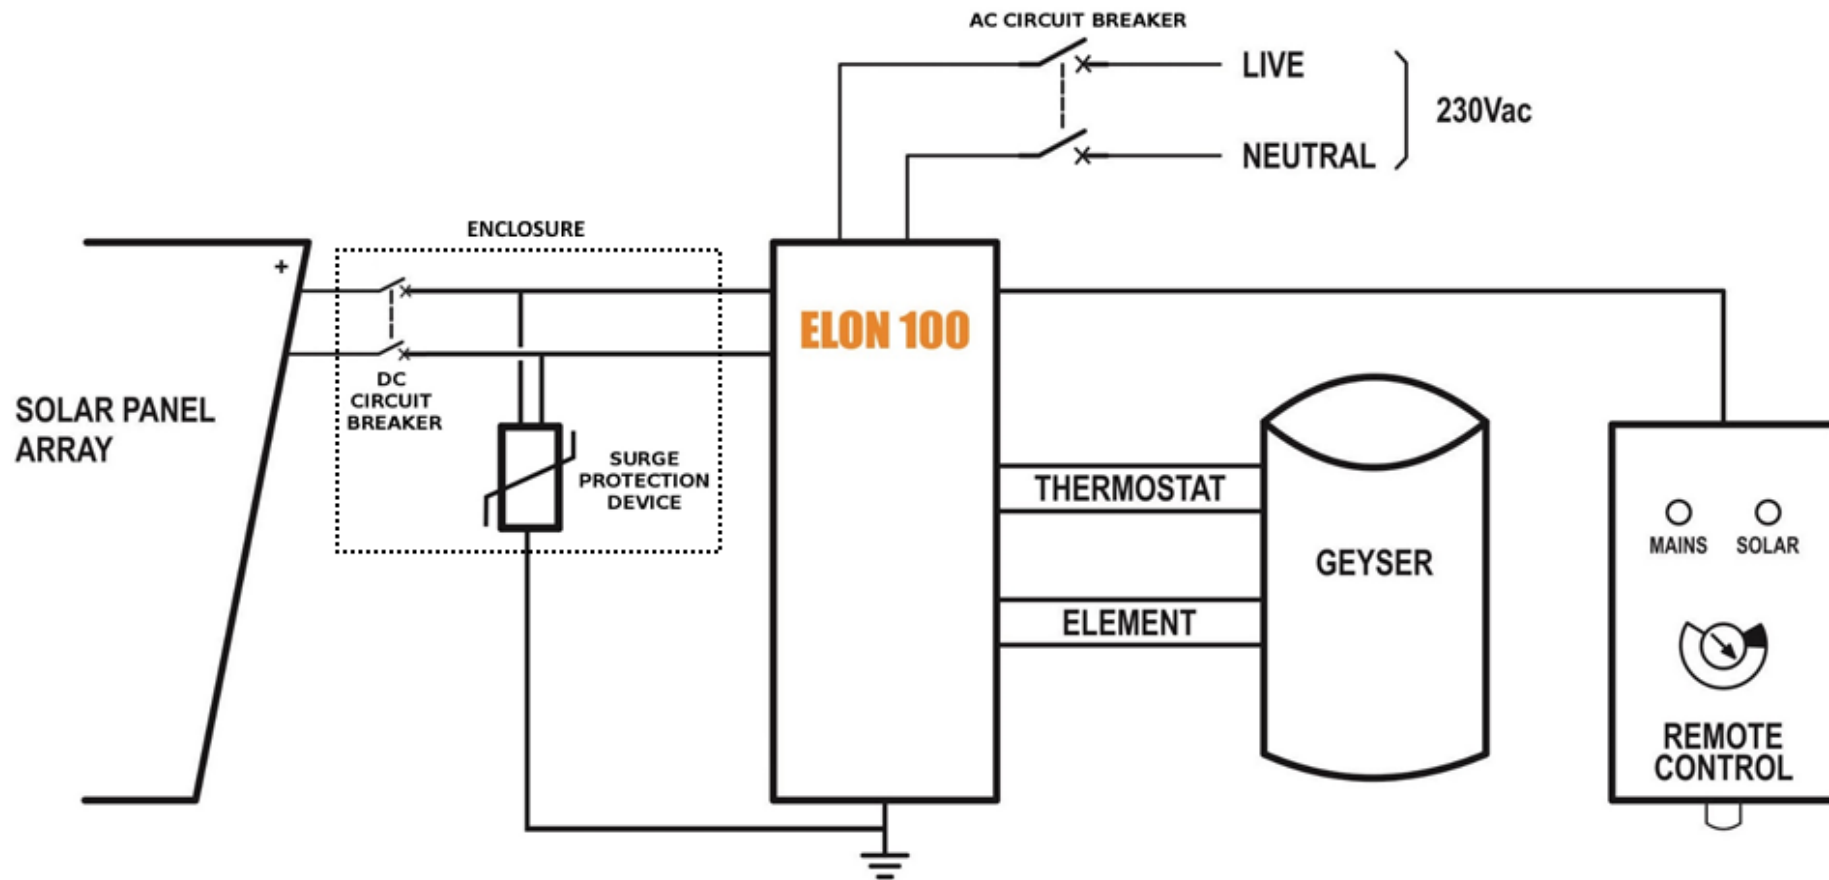 AC CIRCUIT BREAKER
LIVE
230Vac
NEUTRAL
ENCLOSURE
+
ELON 100
DC
CIRCUIT
BREAKER
SOLAR PANEL
ARRAY
SURGE
PROTECTION
DEVICE
THERMOSTAT
GEYSER
ELEMENT
MAINS SOLAR
REMOTE
CONTROL